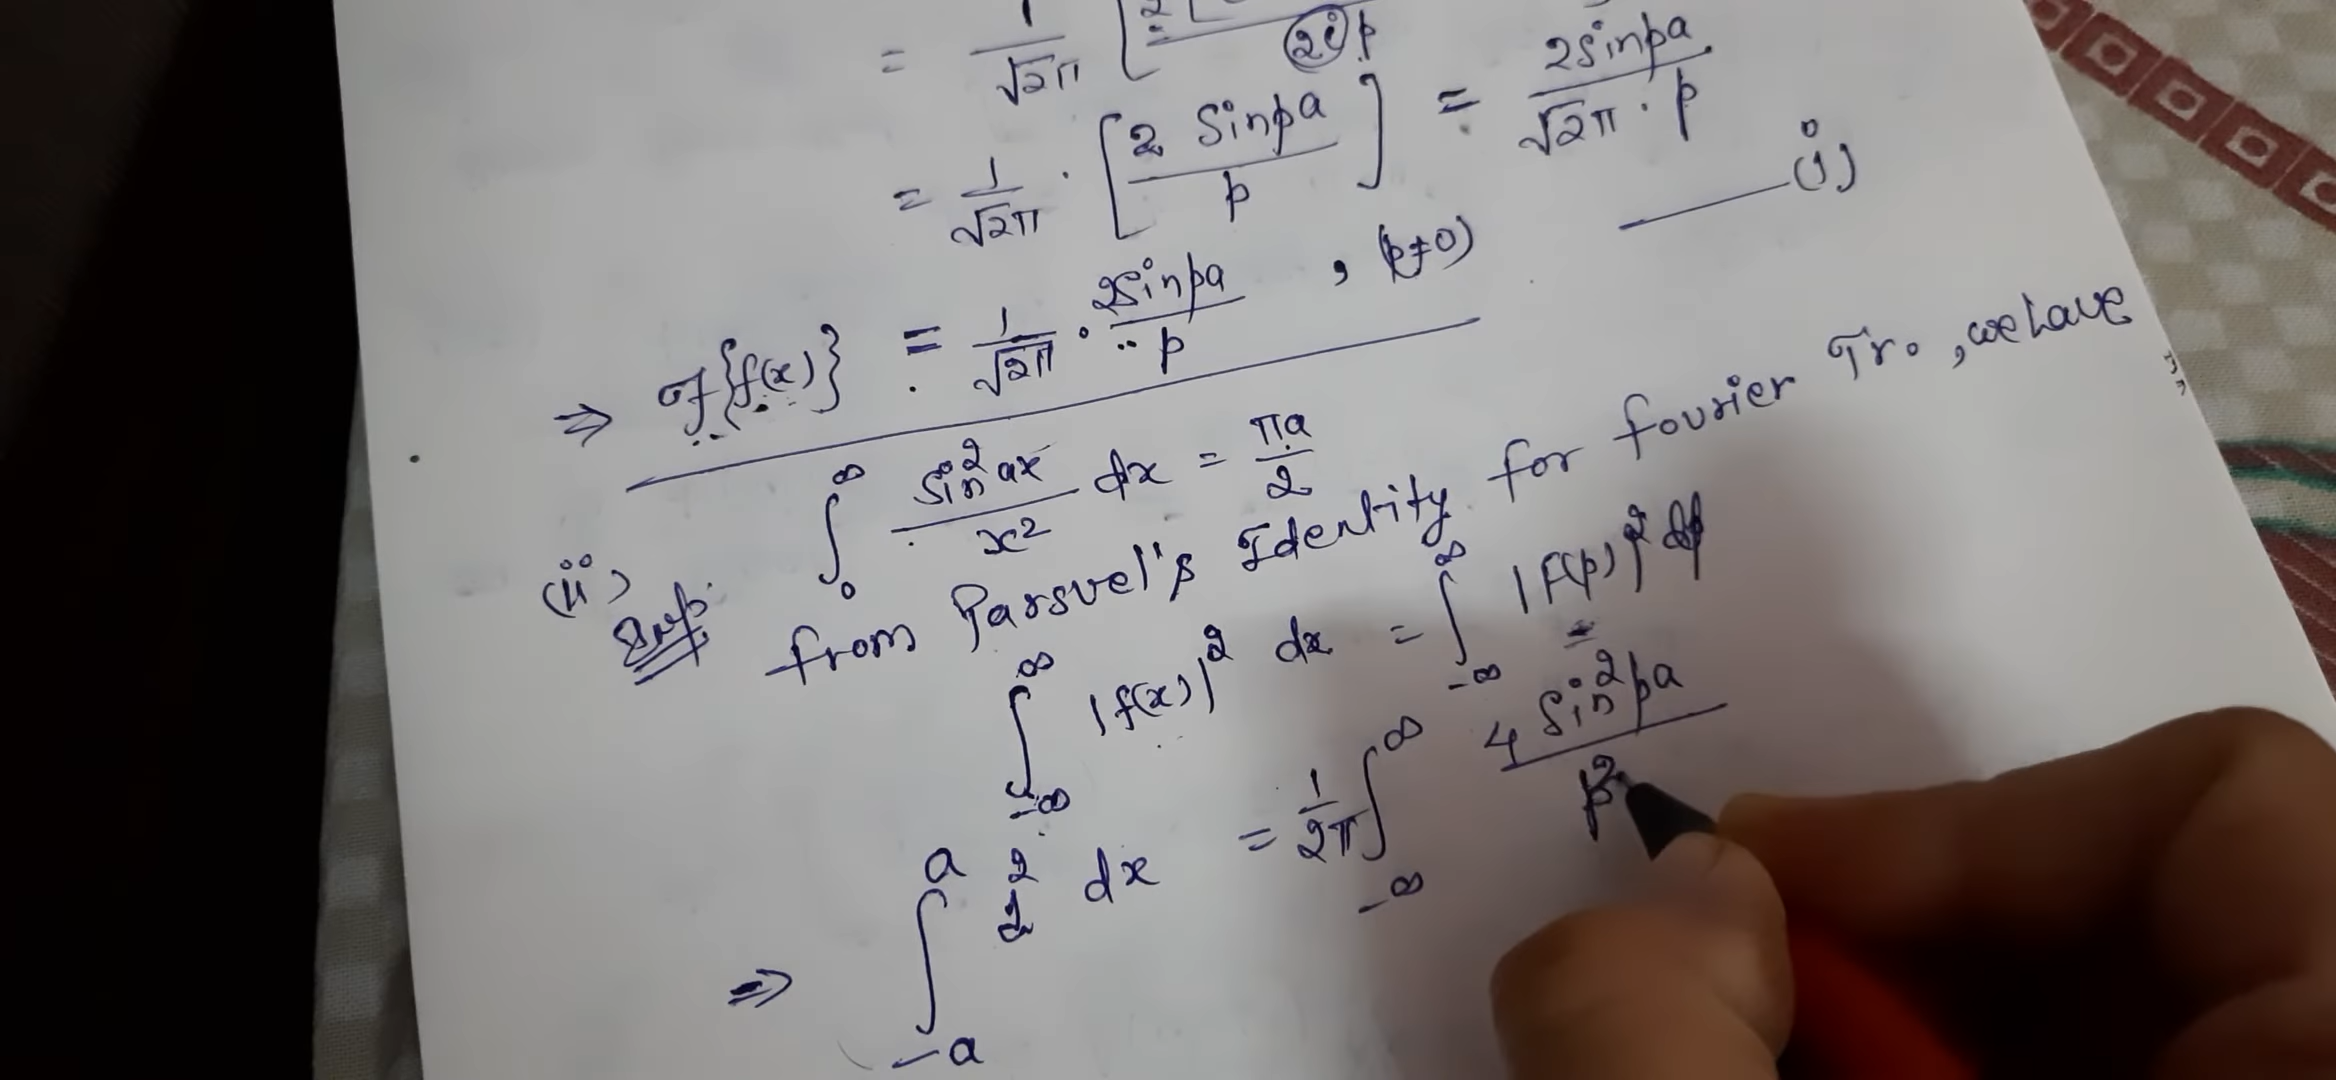 = 1/√2π [ 2i p
= 1/√2π · [2 Sinpa / p] = 2Sinpa / √2π · p
(i)
⇒ F{f(x)} = 1/√2π · 2Sinpa / p , (p≠0)
(ii) ∫₀^∞ Sin²ax / x² dx = πa / 2
from Parsvel's Identity for fourier Tr. , we have
∫_{-∞}^{∞} |f(x)|² dx = ∫_{-∞}^{∞} |F(p)|² dp
⇒ ∫_{-a}^{a} 1² dx = 1/2π ∫_{-∞}^{∞} 4 Sin²pa / p²